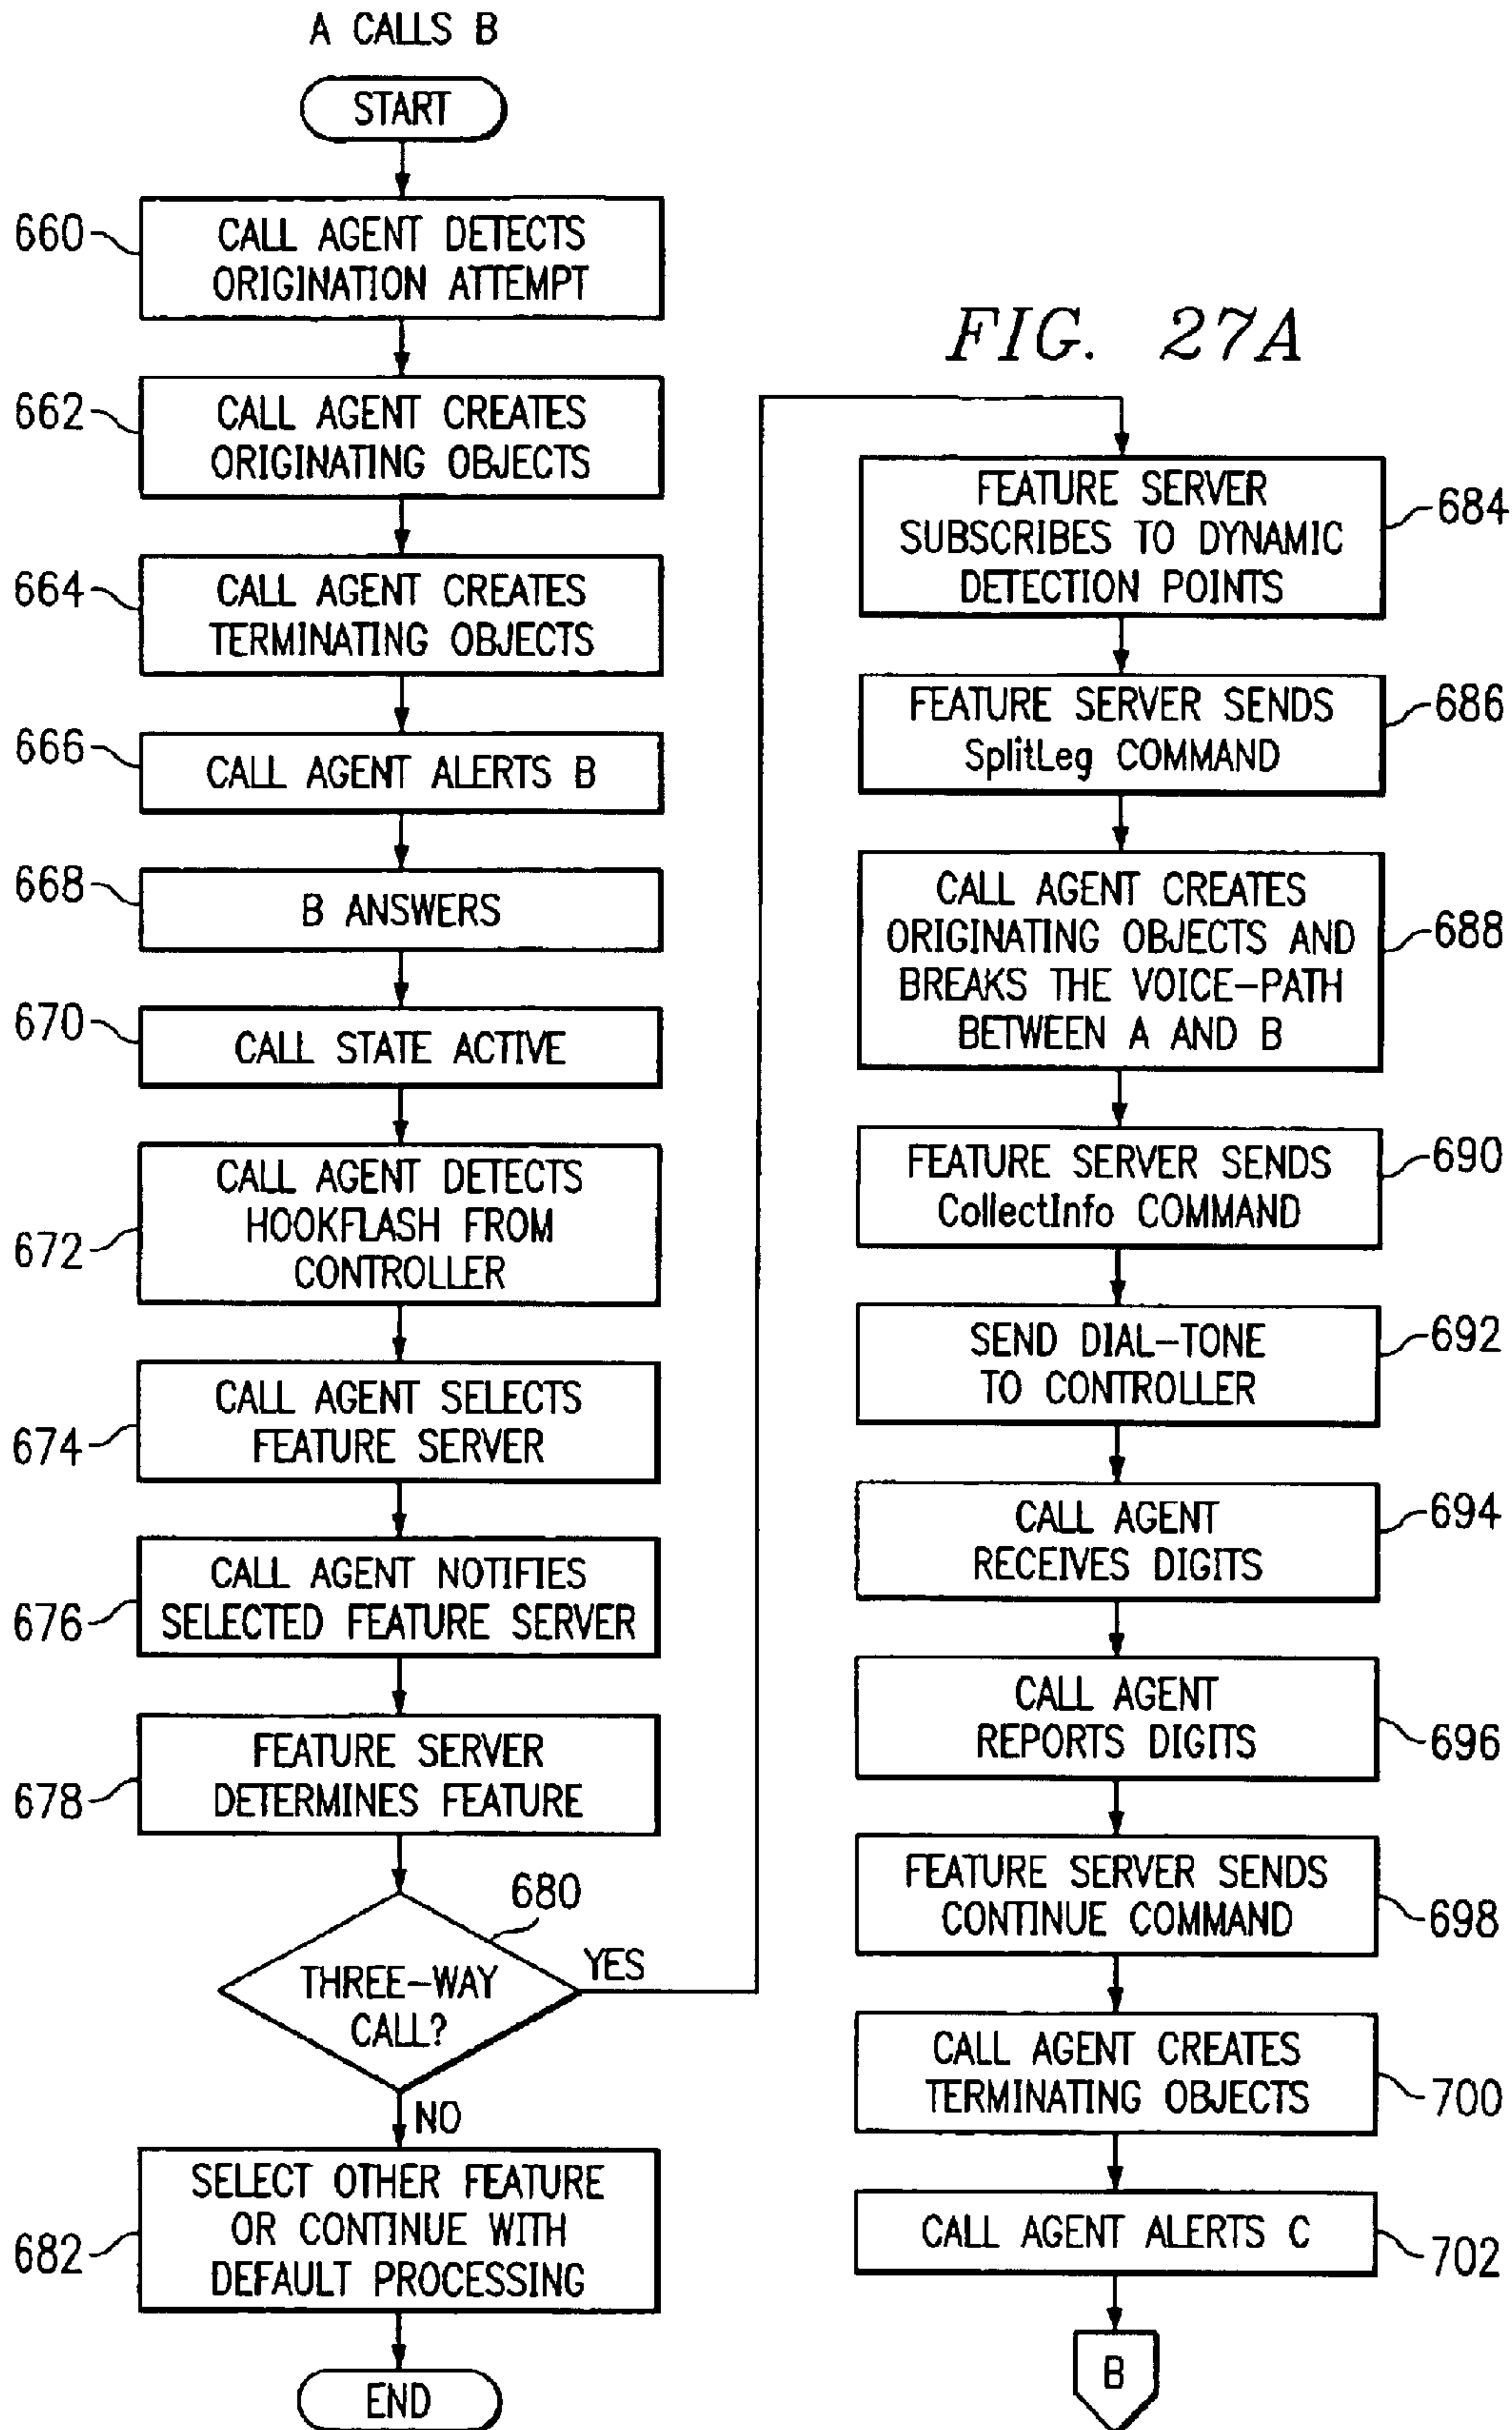 A CALLS B
START
660
CALL AGENT DETECTS
ORIGINATION ATTEMPT
662
CALL AGENT CREATES
ORIGINATING OBJECTS
664
CALL AGENT CREATES
TERMINATING OBJECTS
666
CALL AGENT ALERTS B
668
B ANSWERS
670
CALL STATE ACTIVE
672
CALL AGENT DETECTS
HOOKFLASH FROM
CONTROLLER
674
CALL AGENT SELECTS
FEATURE SERVER
676
CALL AGENT NOTIFIES
SELECTED FEATURE SERVER
678
FEATURE SERVER
DETERMINES FEATURE
680
THREE-WAY
CALL?
YES
NO
682
SELECT OTHER FEATURE
OR CONTINUE WITH
DEFAULT PROCESSING
END
FIG. 27A
FEATURE SERVER
SUBSCRIBES TO DYNAMIC
DETECTION POINTS
684
FEATURE SERVER SENDS
SplitLeg COMMAND
686
CALL AGENT CREATES
ORIGINATING OBJECTS AND
BREAKS THE VOICE-PATH
BETWEEN A AND B
688
FEATURE SERVER SENDS
CollectInfo COMMAND
690
SEND DIAL-TONE
TO CONTROLLER
692
CALL AGENT
RECEIVES DIGITS
694
CALL AGENT
REPORTS DIGITS
696
FEATURE SERVER SENDS
CONTINUE COMMAND
698
CALL AGENT CREATES
TERMINATING OBJECTS
700
CALL AGENT ALERTS C
702
B